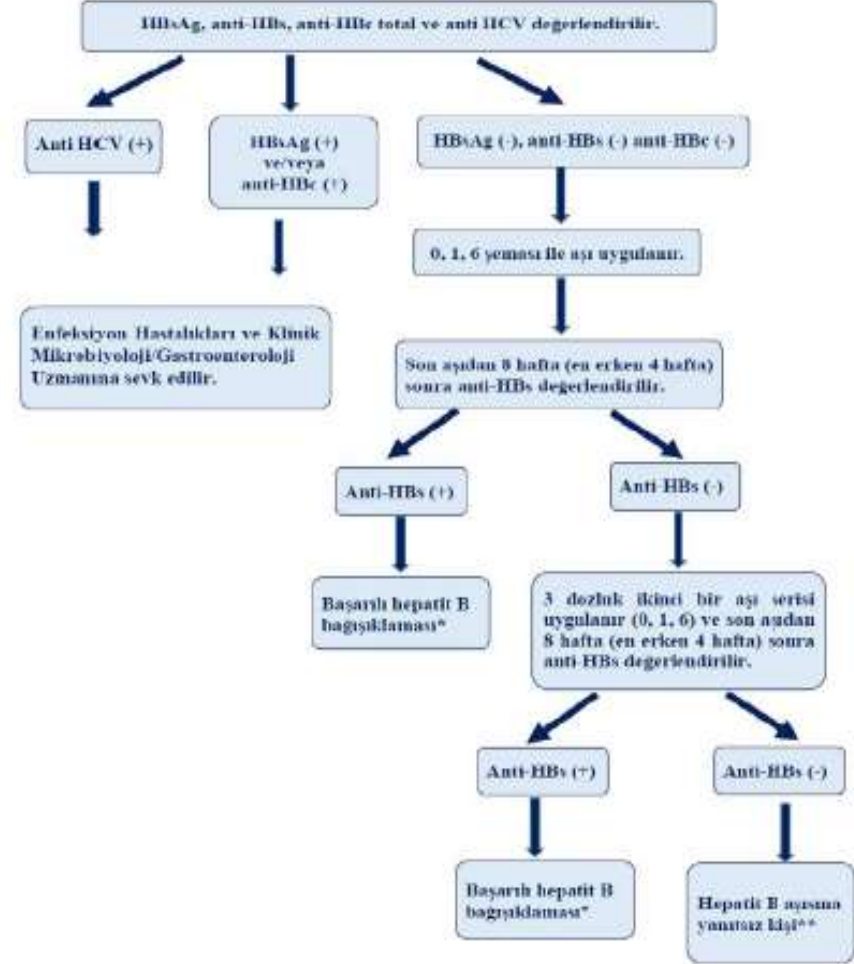 HBsAg, anti-HBs, anti-HBc total ve anti HCV değerlendirilir.
Anti HCV (+)
HBsAg (+)
ve/veya
anti-HBc (+)
HBsAg (-), anti-HBs (-) anti-HBc (-)
0, 1, 6 şeması ile aşı uygulanır.
Enfeksiyon Hastalıkları ve Klinik
Mikrobiyoloji/Gastroenteroloji
Uzmanına sevk edilir.
Son aşıdan 8 hafta (en erken 4 hafta)
sonra anti-HBs değerlendirilir.
Anti-HBs (+)
Anti-HBs (-)
Başarılı hepatit B
bağışıklaması*
3 dozluk ikinci bir aşı serisi
uygulanır (0, 1, 6) ve son aşıdan
8 hafta (en erken 4 hafta) sonra
anti-HBs değerlendirilir.
Anti-HBs (+)
Anti-HBs (-)
Başarılı hepatit B
bağışıklaması*
Hepatit B aşısına
yanıtsız kişi**